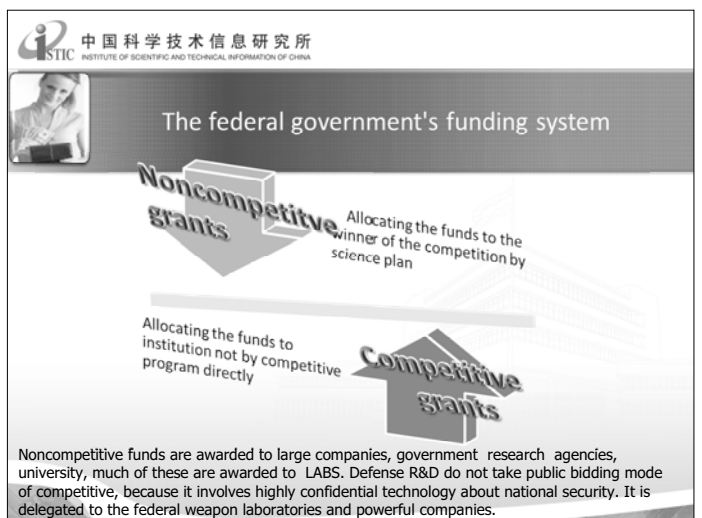 iSTIC 中国科学技术信息研究所
INSTITUTE OF SCIENTIFIC AND TECHNICAL INFORMATION OF CHINA
The federal government's funding system
Noncompetitve
grants
Allocating the funds to the
winner of the competition by
science plan
Allocating the funds to
institution not by competitive
program directly
Competitive
grants
Noncompetitive funds are awarded to large companies, government research agencies,
university, much of these are awarded to LABS. Defense R&D do not take public bidding mode
of competitive, because it involves highly confidential technology about national security. It is
delegated to the federal weapon laboratories and powerful companies.